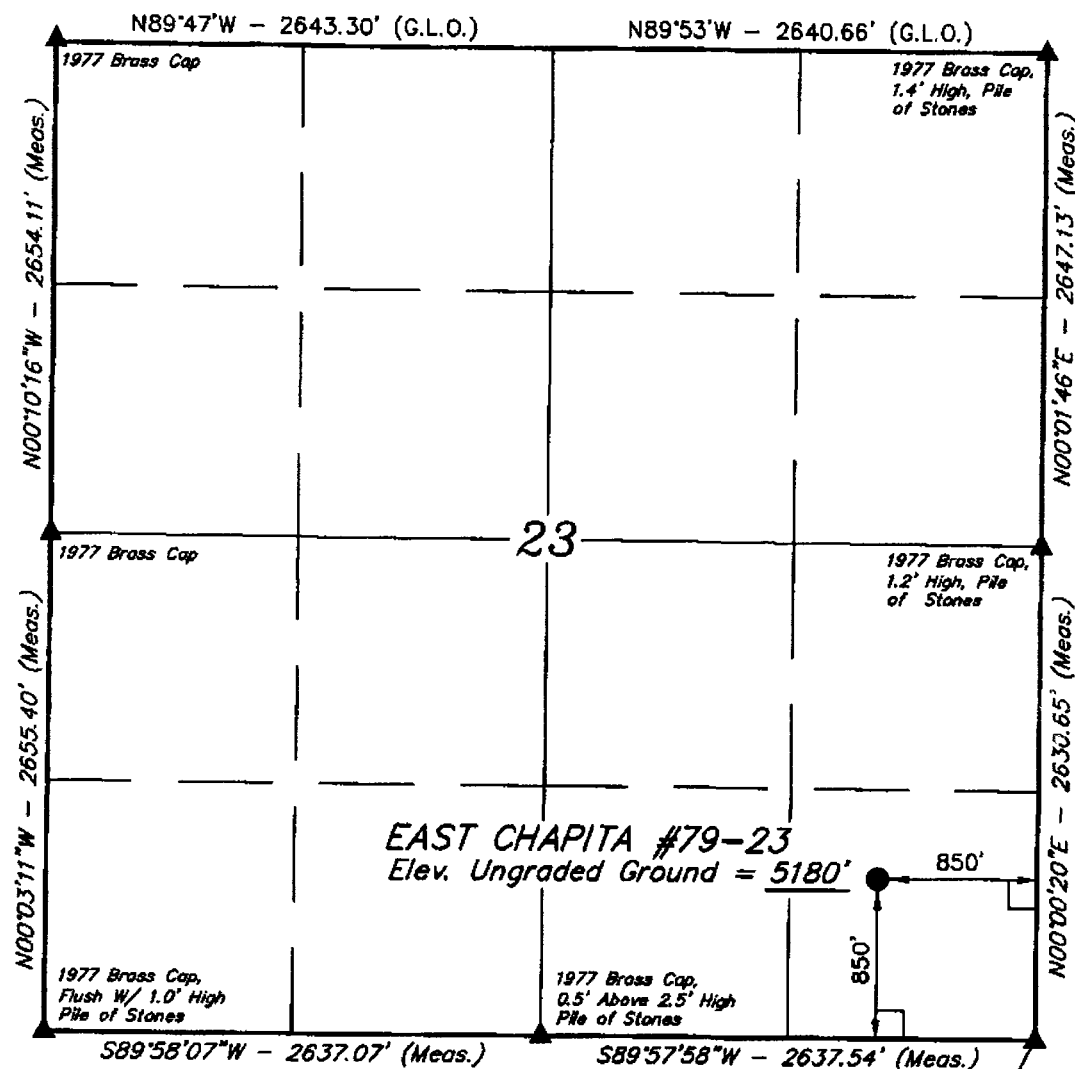 N89°47'W - 2643.30' (G.L.O.)
N89°53'W - 2640.66' (G.L.O.)
1977 Brass Cap
1977 Brass Cap,
1.4' High, Pile
of Stones
N00°10'16"W - 2654.11' (Meas.)
N00°01'46"E - 2647.13' (Meas.)
23
1977 Brass Cap
1977 Brass Cap,
1.2' High, Pile
of Stones
N00°03'11"W - 2655.40' (Meas.)
N00°00'20"E - 2630.65' (Meas.)
EAST CHAPITA #79-23
Elev. Ungraded Ground = 5180'
850'
850'
1977 Brass Cap,
Flush W/ 1.0' High
Pile of Stones
1977 Brass Cap,
0.5' Above 2.5' High
Pile of Stones
S89°58'07"W - 2637.07' (Meas.)
S89°57'58"W - 2637.54' (Meas.)